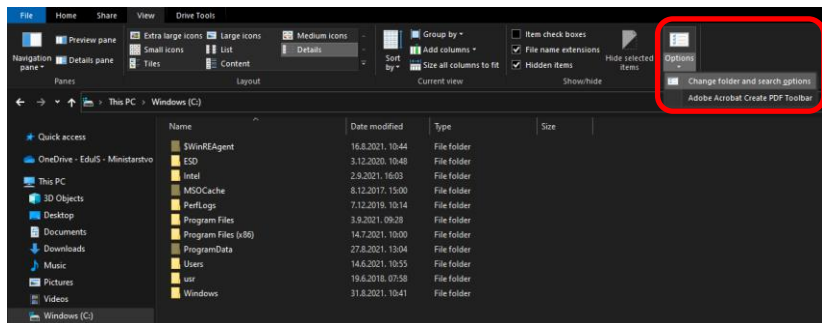 File Home Share View Drive Tools
Navigation pane
Preview pane
Details pane
Panes
Extra large icons Large icons Medium icons
Small icons List Details
Tiles Content
Layout
Sort by
Group by
Add columns
Size all columns to fit
Current view
Item check boxes
File name extensions
Hidden items
Hide selected items
Show/hide
Options
Change folder and search options
Adobe Acrobat Create PDF Toolbar
This PC > Windows (C:)
Name Date modified Type Size
Quick access
OneDrive - EduIS - Ministarstvo
This PC
3D Objects
Desktop
Documents
Downloads
Music
Pictures
Videos
Windows (C:)
$WinREAgent 16.8.2021. 10:44 File folder
ESD 3.12.2020. 10:48 File folder
Intel 2.9.2021. 16:03 File folder
MSOCache 8.12.2017. 15:00 File folder
PerfLogs 7.12.2019. 10:14 File folder
Program Files 3.9.2021. 09:28 File folder
Program Files (x86) 14.7.2021. 10:00 File folder
ProgramData 27.8.2021. 13:04 File folder
Users 14.6.2021. 10:55 File folder
usr 19.6.2018. 07:58 File folder
Windows 31.8.2021. 10:41 File folder